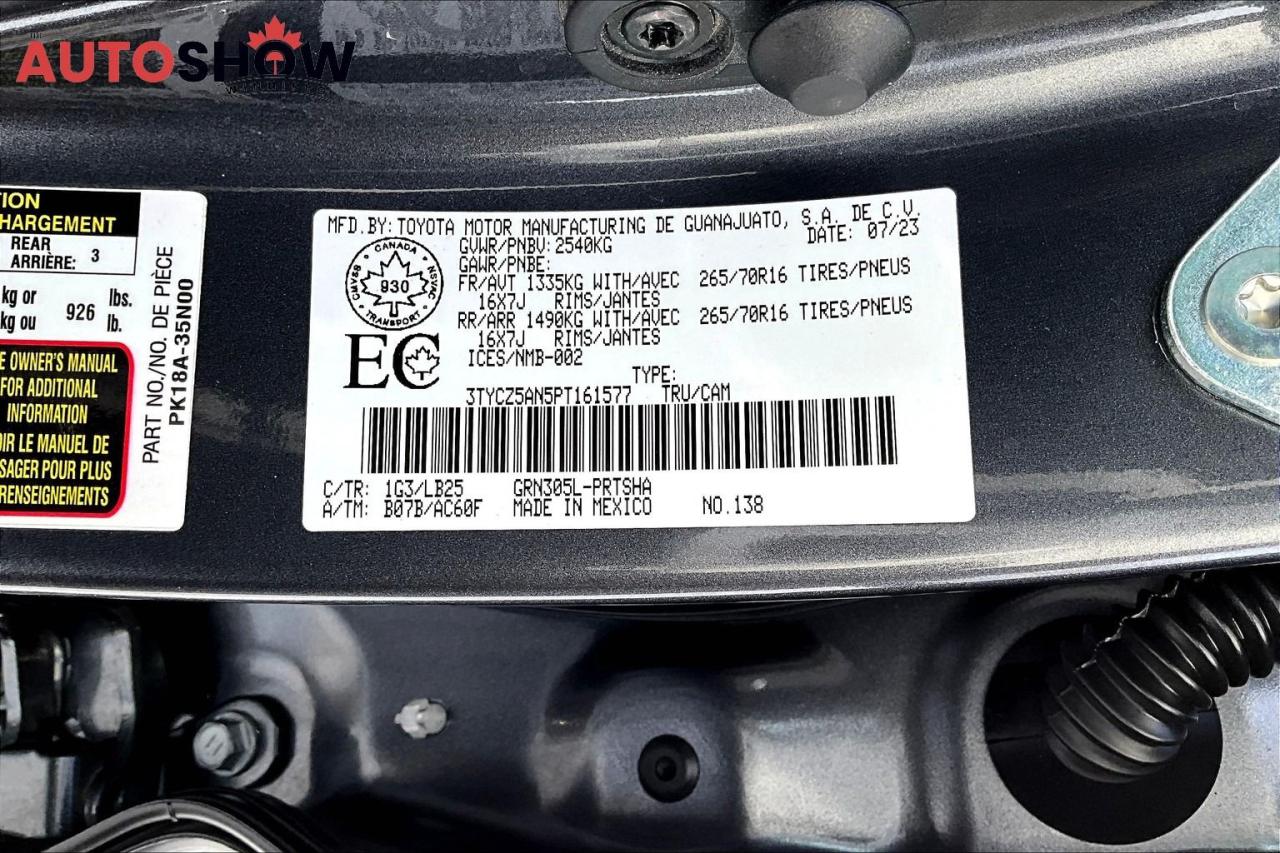 THE
AUTOSHOW
TION
HARGEMENT
REAR
ARRIÈRE: 3
kg or 926 lbs.
kg ou lb.
E OWNER'S MANUAL
FOR ADDITIONAL
INFORMATION
OIR LE MANUEL DE
SAGER POUR PLUS
RENSEIGNEMENTS
PART NO./NO. DE PIÈCE
PK18A-35N00
MFD.BY: TOYOTA MOTOR MANUFACTURING DE GUANAJUATO, S.A. DE C.V.
GVWR/PNBV: 2540KG DATE: 07/23
GAWR/PNBE:
FR/AVT 1335KG WITH/AVEC 265/70R16 TIRES/PNEUS
16X7J RIMS/JANTES
RR/ARR 1490KG WITH/AVEC 265/70R16 TIRES/PNEUS
16X7J RIMS/JANTES
ICES/NMB-002
CANADA
CMVSS
930
NSVAC
TRANSPORT
EC
TYPE:
3TYCZ5AN5PT161577 TRU/CAM
C/TR: 1G3/LB25 GRN305L-PRTSHA
A/TM: B07B/AC60F MADE IN MEXICO NO.138